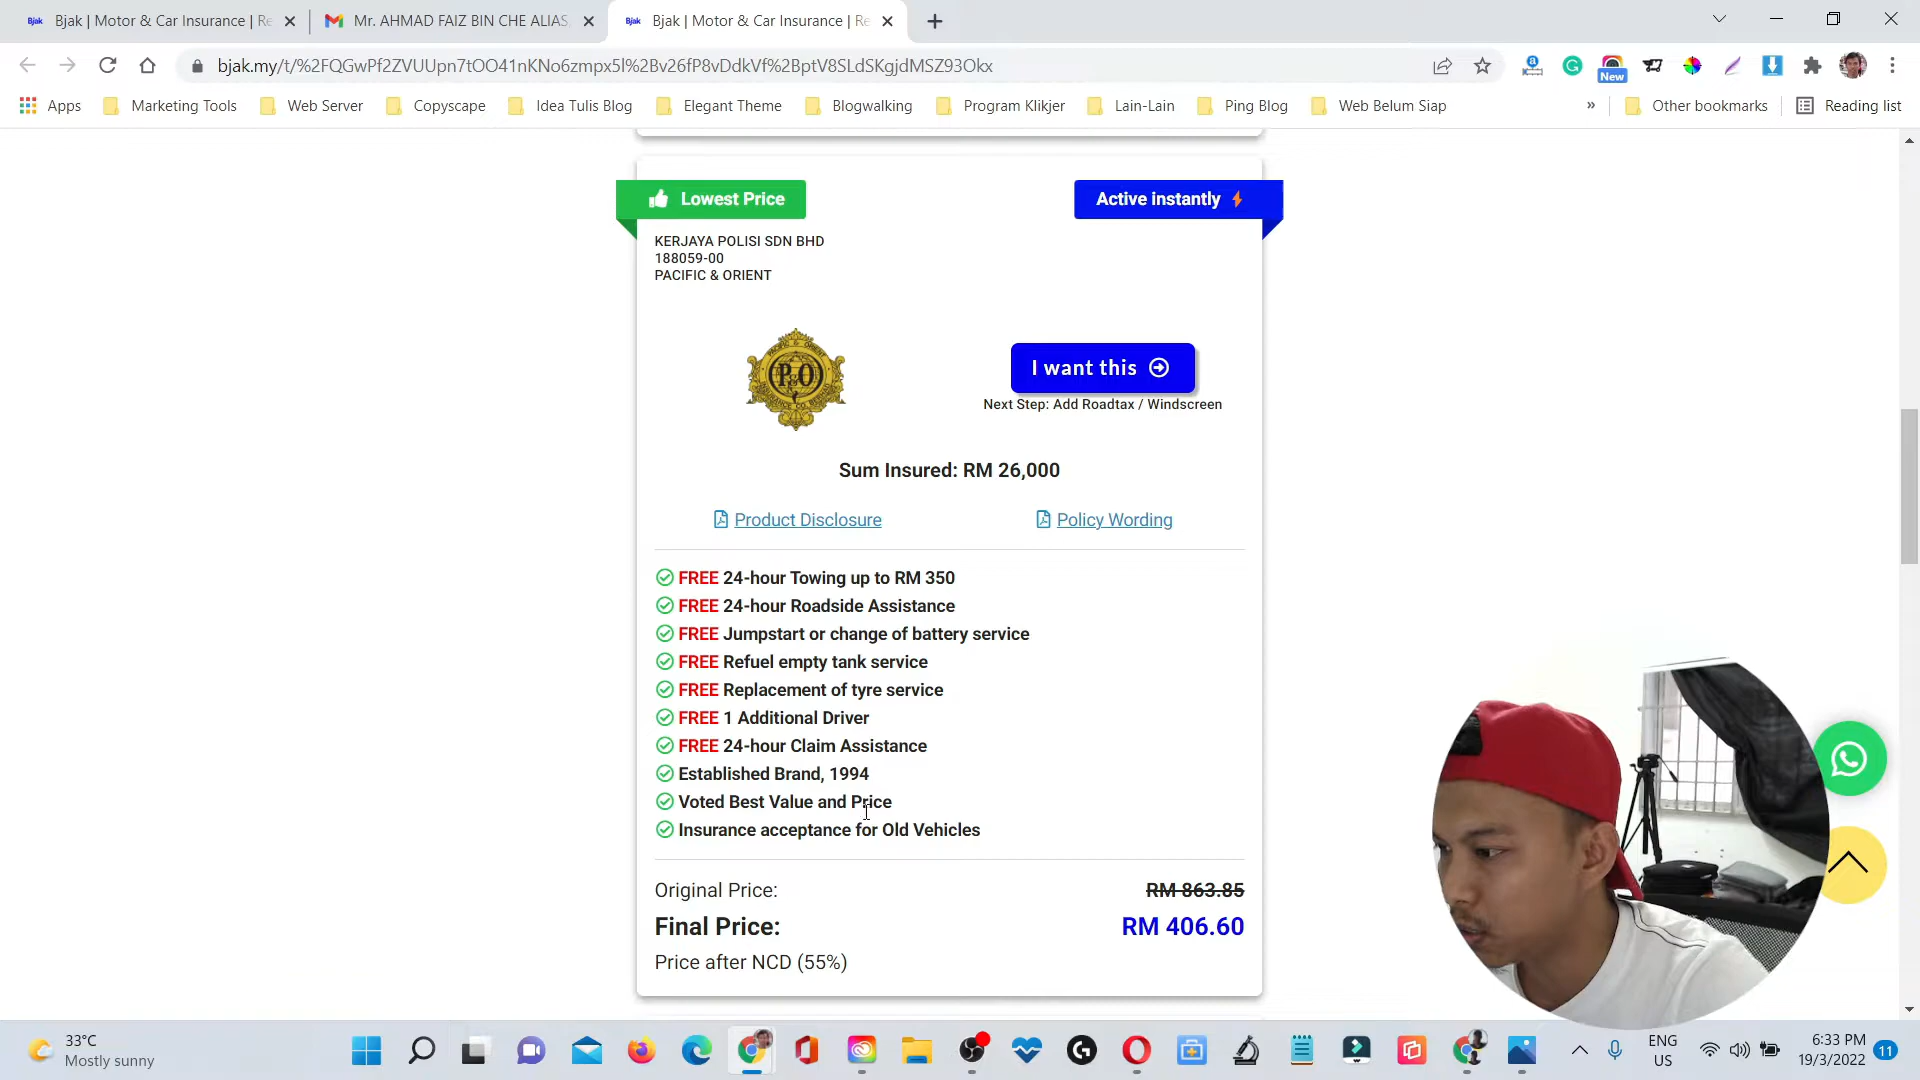 Bjak | Motor & Car Insurance | Re
Mr. AHMAD FAIZ BIN CHE ALIAS,
Bjak | Motor & Car Insurance | Re
bjak.my/t/%2FQGwPf2ZVUUpn7tOO41nKNo6zmpx5l%2Bv26fP8vDdkVf%2BptV8SLdSKgjdMSZ93Okx
New
Apps
Marketing Tools
Web Server
Copyscape
Idea Tulis Blog
Elegant Theme
Blogwalking
Program Klikjer
Lain-Lain
Ping Blog
Web Belum Siap
»
Other bookmarks
Reading list
Lowest Price
Active instantly
KERJAYA POLISI SDN BHD
188059-00
PACIFIC & ORIENT
P&O
I want this
Next Step: Add Roadtax / Windscreen
Sum Insured: RM 26,000
Product Disclosure
Policy Wording
FREE 24-hour Towing up to RM 350
FREE 24-hour Roadside Assistance
FREE Jumpstart or change of battery service
FREE Refuel empty tank service
FREE Replacement of tyre service
FREE 1 Additional Driver
FREE 24-hour Claim Assistance
Established Brand, 1994
Voted Best Value and Price
Insurance acceptance for Old Vehicles
Original Price:
RM 863.85
Final Price:
RM 406.60
Price after NCD (55%)
33°C
Mostly sunny
ENG
US
6:33 PM
19/3/2022
11